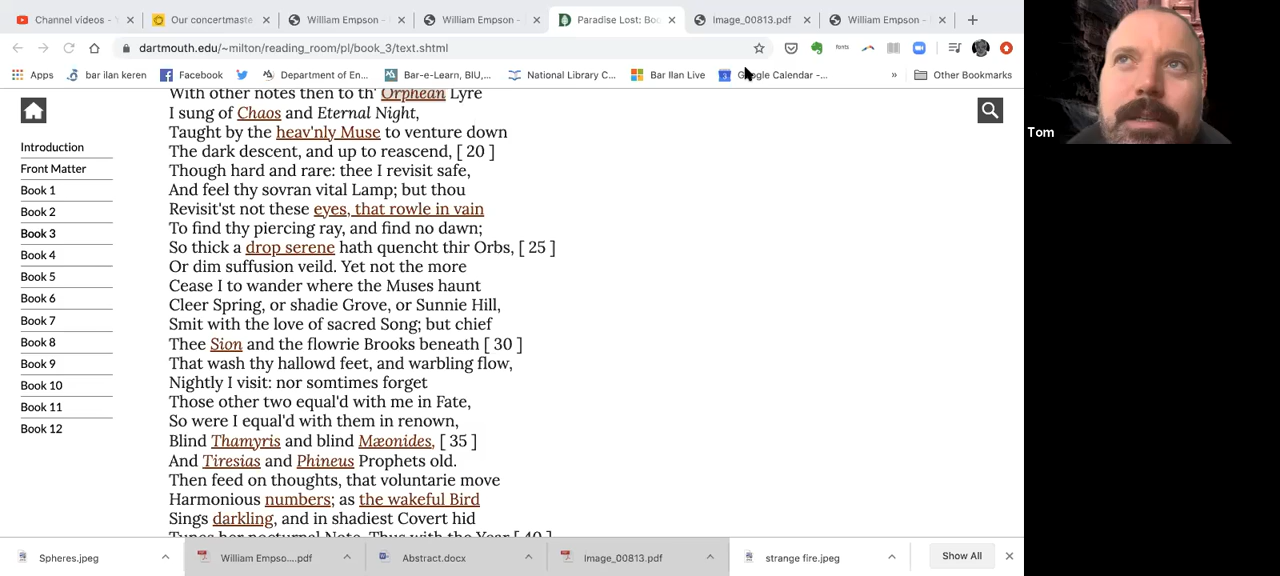 Channel videos - Y
Our concertmaste
William Empson -
William Empson -
Paradise Lost: Boo
Image_00813.pdf
William Empson -
dartmouth.edu/~milton/reading_room/pl/book_3/text.shtml
fonts
Apps
bar ilan keren
Facebook
Department of En...
Bar-e-Learn, BIU,...
National Library C...
Bar Ilan Live
Google Calendar -...
»
Other Bookmarks
With other notes then to th' Orphean Lyre
I sung of Chaos and Eternal Night,
Taught by the heav'nly Muse to venture down
The dark descent, and up to reascend, [ 20 ]
Though hard and rare: thee I revisit safe,
And feel thy sovran vital Lamp; but thou
Revisit'st not these eyes, that rowle in vain
To find thy piercing ray, and find no dawn;
So thick a drop serene hath quencht thir Orbs, [ 25 ]
Or dim suffusion veild. Yet not the more
Cease I to wander where the Muses haunt
Cleer Spring, or shadie Grove, or Sunnie Hill,
Smit with the love of sacred Song; but chief
Thee Sion and the flowrie Brooks beneath [ 30 ]
That wash thy hallowd feet, and warbling flow,
Nightly I visit: nor somtimes forget
Those other two equal'd with me in Fate,
So were I equal'd with them in renown,
Blind Thamyris and blind Mæonides, [ 35 ]
And Tiresias and Phineus Prophets old.
Then feed on thoughts, that voluntarie move
Harmonious numbers; as the wakeful Bird
Sings darkling, and in shadiest Covert hid
Tunes her nocturnal Note. Thus with the Year [ 40 ]
Introduction
Front Matter
Book 1
Book 2
Book 3
Book 4
Book 5
Book 6
Book 7
Book 8
Book 9
Book 10
Book 11
Book 12
Tom
Spheres.jpeg
William Empso....pdf
Abstract.docx
Image_00813.pdf
strange fire.jpeg
Show All